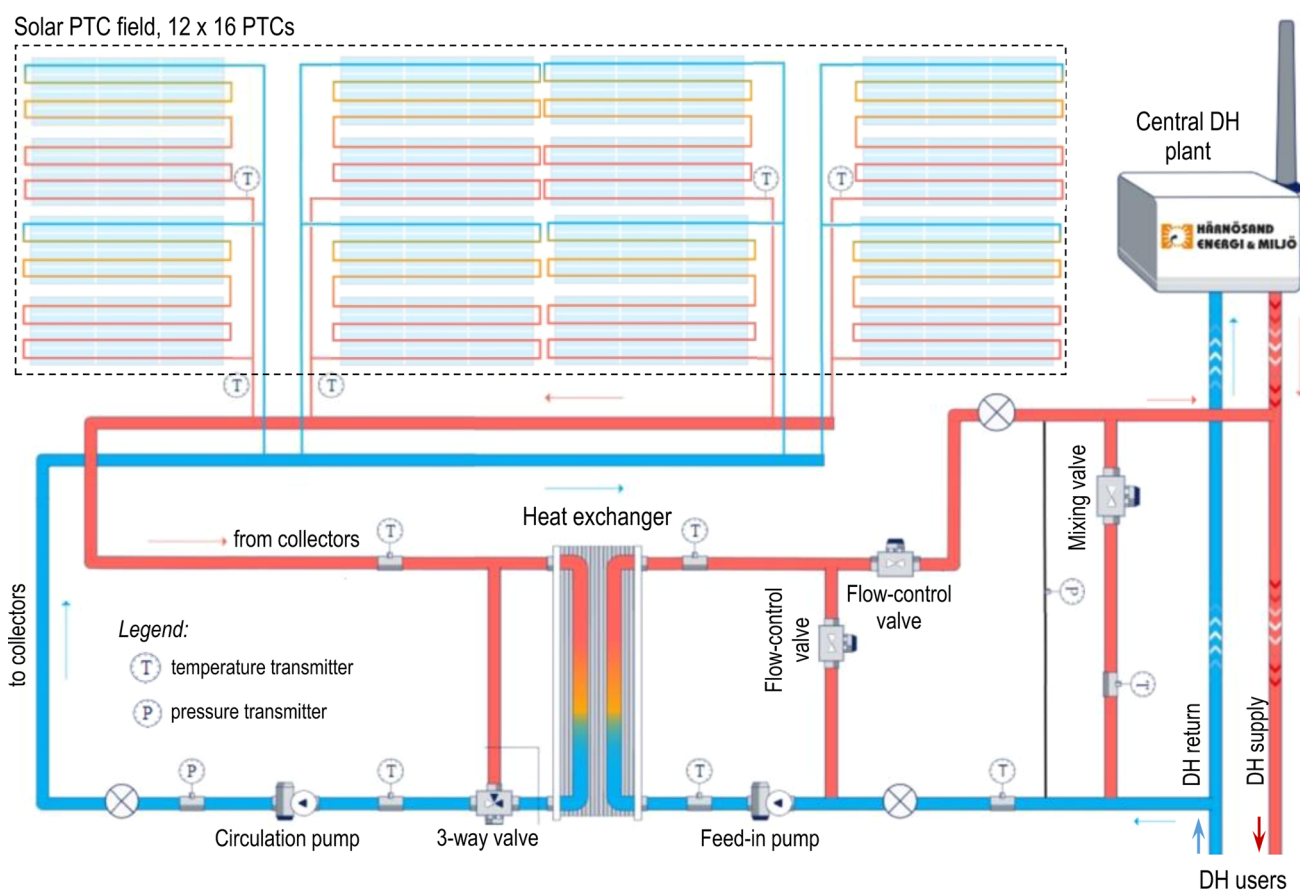 Solar PTC field, 12 x 16 PTCs
T
T
T
T
T
Central DH
plant
HÄRNÖSAND
ENERGI & MILJÖ
Mixing valve
Heat exchanger
from collectors
T
T
Flow-control
valve
Flow-control
valve
P
T
to collectors
Legend:
T
temperature transmitter
P
pressure transmitter
DH return
DH supply
P
T
T
T
Circulation pump
3-way valve
Feed-in pump
DH users